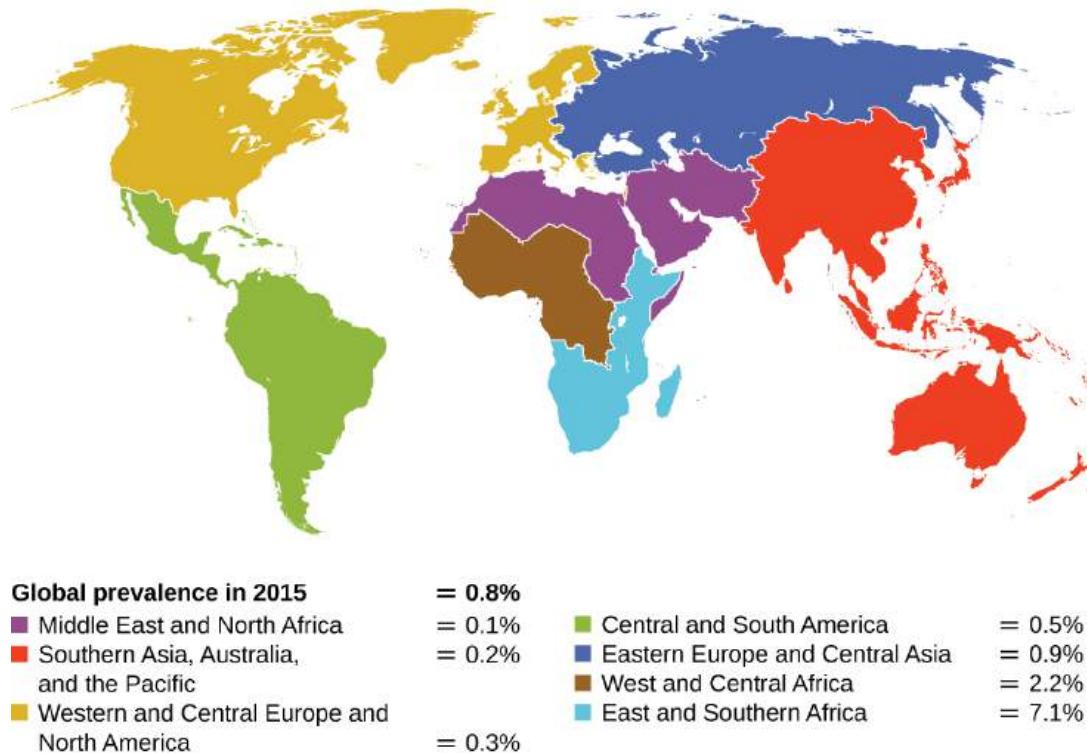 Global prevalence in 2015 = 0.8%
Middle East and North Africa = 0.1%
Southern Asia, Australia, = 0.2%
and the Pacific
Western and Central Europe and
North America = 0.3%
Central and South America = 0.5%
Eastern Europe and Central Asia = 0.9%
West and Central Africa = 2.2%
East and Southern Africa = 7.1%